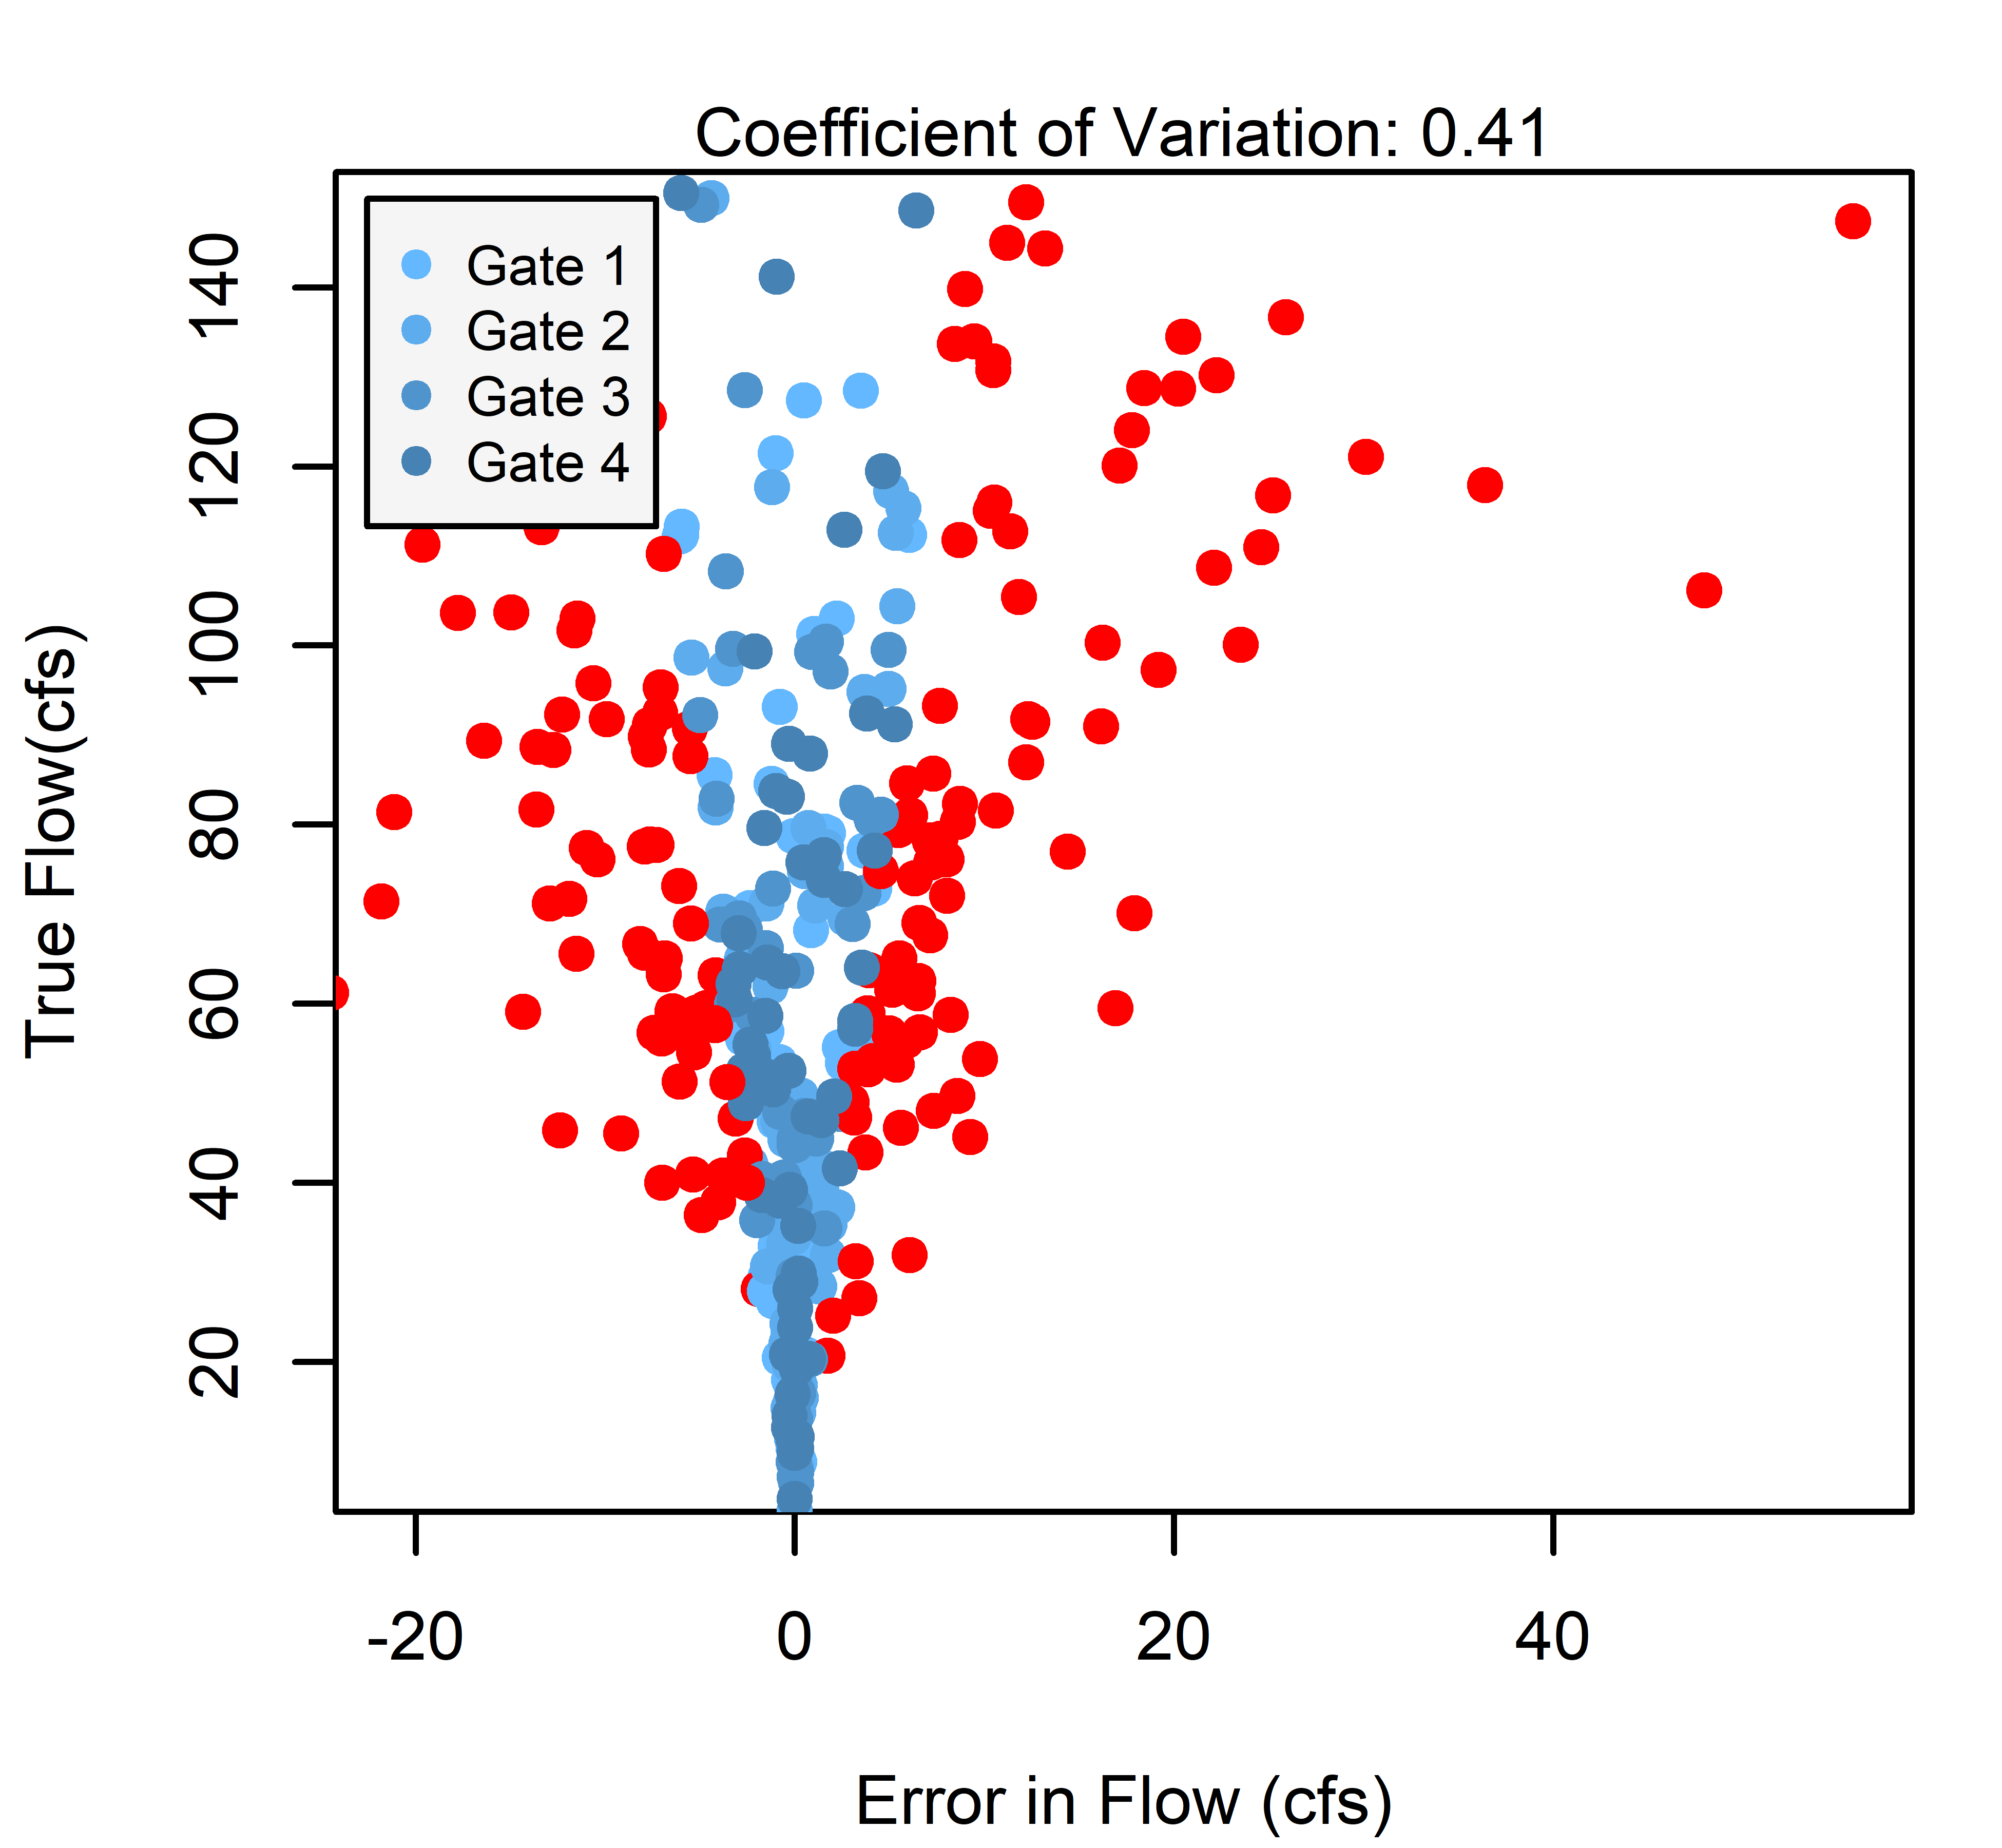 Coefficient of Variation: 0.41
Gate 1
Gate 2
Gate 3
Gate 4
True Flow(cfs)
140
120
100
80
60
40
20
-20 0 20 40
Error in Flow (cfs)